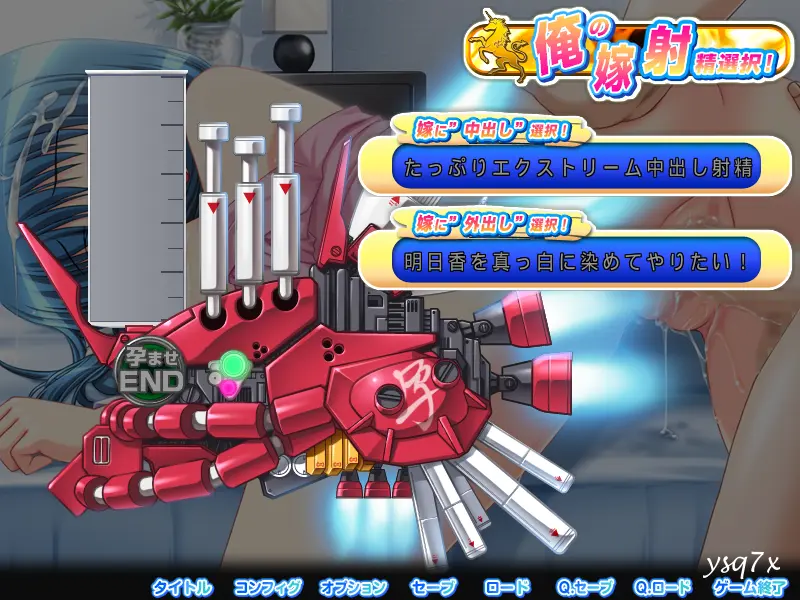 俺の嫁射精選択！
嫁に”中出し”選択！
たっぷりエクストリーム中出し射精
嫁に”外出し”選択！
明日香を真っ白に染めてやりたい！
孕ませ
END
孕
ysq7x
タイトル コンフィグ オプション セーブ ロード Q.セーブ Q.ロード ゲーム終了